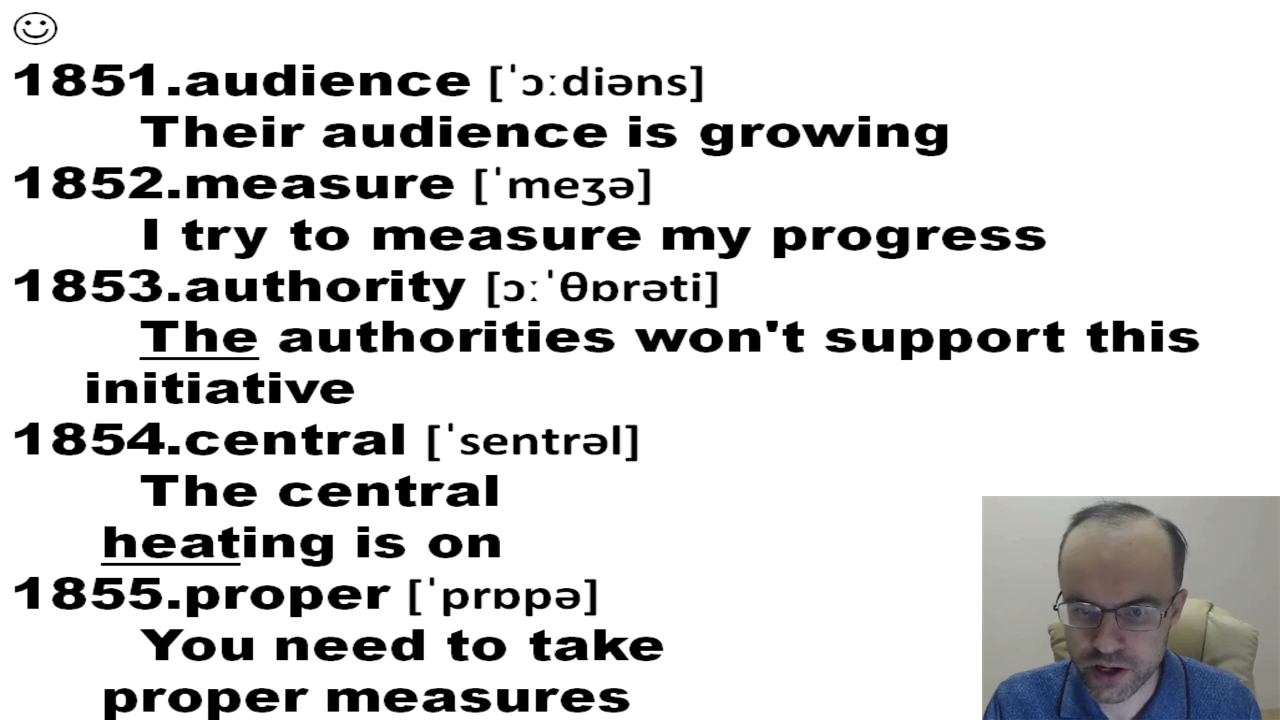 1851.audience [ˈɔːdiəns]
Their audience is growing
1852.measure [ˈmeʒə]
I try to measure my progress
1853.authority [ɔːˈθɒrəti]
The authorities won't support this
initiative
1854.central [ˈsentrəl]
The central
heating is on
1855.proper [ˈprɒpə]
You need to take
proper measures